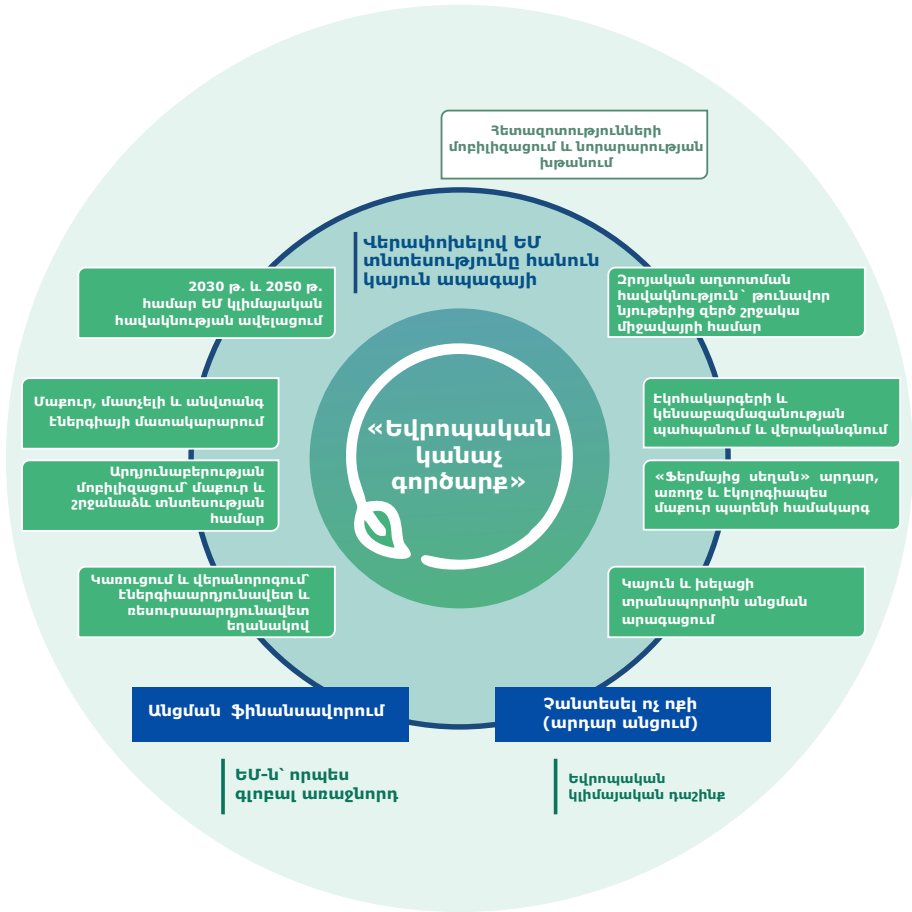 Հետազոտությունների
մոբիլիզացում և նորարարության
խթանում
Վերափոխելով ԵՄ
տնտեսությունը հանուն
կայուն ապագայի
2030 թ. և 2050 թ.
համար ԵՄ կլիմայական
հավակնության ավելացում
Զրոյական աղտոտման
հավակնություն` թունավոր
նյութերից զերծ շրջակա
միջավայրի համար
Մաքուր, մատչելի և անվտանգ
էներգիայի մատակարարում
Էկոհակարգերի և
կենսաբազմազանության
պահպանում և վերականգնում
«Եվրոպական
կանաչ
գործարք»
Արդյունաբերության
մոբիլիզացում՝ մաքուր և
շրջանաձև տնտեսության
համար
«Ֆերմայից սեղան» արդար,
առողջ և էկոլոգիապես
մաքուր պարենի համակարգ
Կառուցում և վերանորոգում՝
էներգիաարդյունավետ և
ռեսուրսաարդյունավետ
եղանակով
Կայուն և խելացի
տրանսպորտին անցման
արագացում
Անցման ֆինանսավորում
Չանտեսել ոչ ոքի
(արդար անցում)
ԵՄ-ն` որպես
գլոբալ առաջնորդ
Եվրոպական
կլիմայական դաշինք